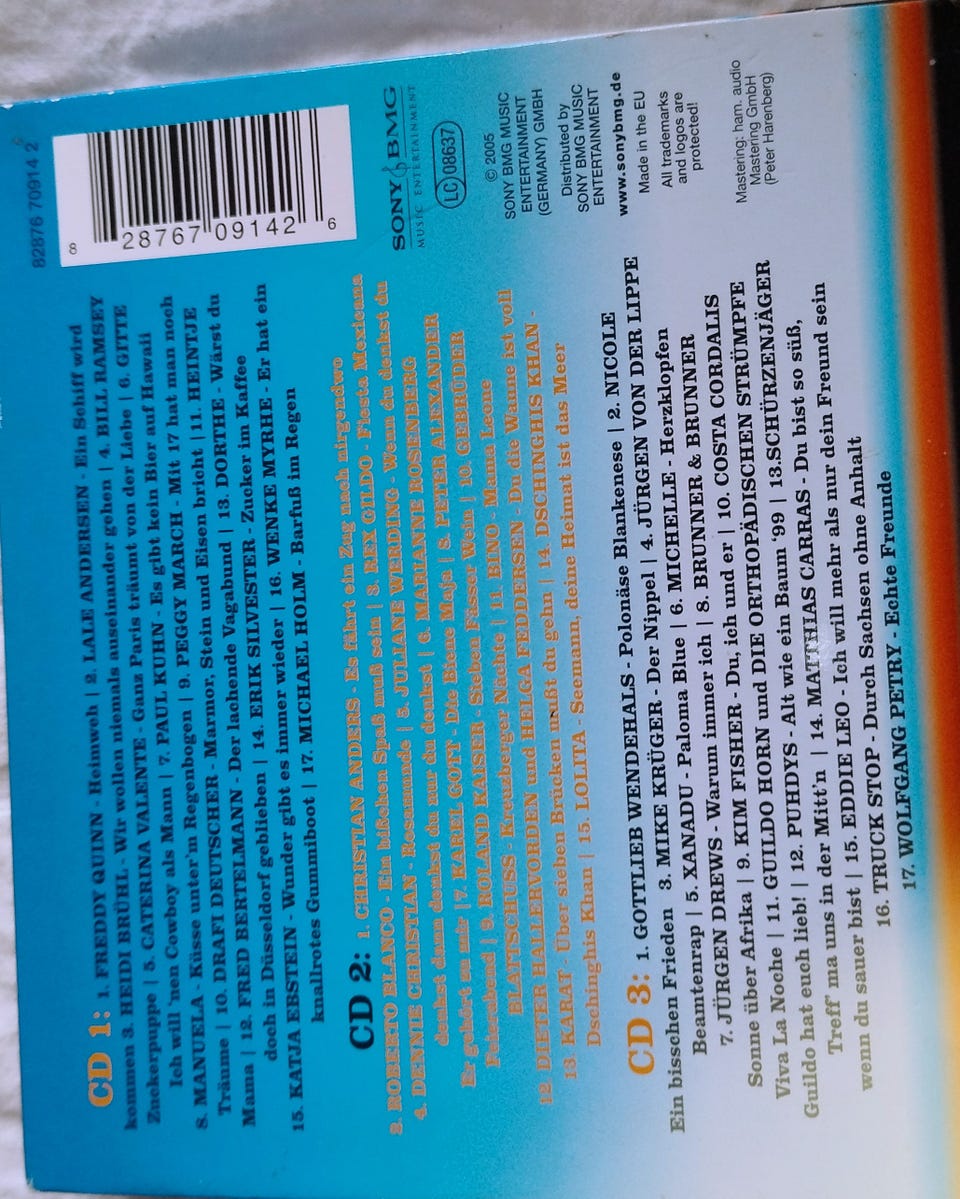 CD 1: 1. FREDDY QUINN - Heimweh | 2. LALE ANDERSEN - Ein Schiff wird
kommen 3. HEIDI BRÜHL - Wir wollen niemals auseinander gehen | 4. BILL RAMSEY
Zuckerpuppe | 5. CATERINA VALENTE - Ganz Paris träumt von der Liebe | 6. GITTE
Ich will 'nen Cowboy als Mann | 7. PAUL KUHN - Es gibt kein Bier auf Hawaii
8. MANUELA - Küsse unter'm Regenbogen | 9. PEGGY MARCH - Mit 17 hat man noch
Träume | 10. DRAFI DEUTSCHER - Marmor, Stein und Eisen bricht | 11. HEINTJE
Mama | 12. FRED BERTELMANN - Der lachende Vagabund | 13. DORTHE - Wärst du
doch in Düsseldorf geblieben | 14. ERIK SILVESTER - Zucker im Kaffee
15. KATJA EBSTEIN - Wunder gibt es immer wieder | 16. WENKE MYRHE - Er hat ein
knallrotes Gummiboot | 17. MICHAEL HOLM - Barfuß im Regen
CD 2: 1. CHRISTIAN ANDERS - Es fährt ein Zug nach nirgendwo
2. ROBERTO BLANCO - Ein bißchen Spaß muß sein | 3. REX GILDO - Fiesta Mexicana
4. DENNIE CHRISTIAN - Rosamunde | 5. JULIANE WERDING - Wenn du denkst du
denkst dann denkst du nur du denkst | 6. MARIANNE ROSENBERG
Er gehört zu mir | 7. KAREL GOTT - Die Biene Maja | 8. PETER ALEXANDER
Feierabend | 9. ROLAND KAISER - Sieben Fässer Wein | 10. GEBRÜDER
BLATTSCHUSS - Kreuzberger Nächte | 11. BINO - Mama Leone
12 DIETER HALLERVORDEN und HELGA FEDDERSEN - Du die Wanne ist voll
13. KARAT - Über sieben Brücken mußt du gehn | 14. DSCHINGHIS KHAN -
Dschinghis Khan | 15. LOLITA - Seemann, deine Heimat ist das Meer
CD 3: 1. GOTTLIEB WENDEHALS - Polonäse Blankenese | 2. NICOLE
Ein bisschen Frieden 3. MIKE KRÜGER - Der Nippel | 4. JÜRGEN VON DER LIPPE
Beamtenrap | 5. XANADU - Paloma Blue | 6. MICHELLE - Herzklopfen
7. JÜRGEN DREWS - Warum immer ich | 8. BRUNNER & BRUNNER
Sonne über Afrika | 9. KIM FISHER - Du, ich und er | 10. COSTA CORDALIS
Viva La Noche | 11. GUILDO HORN und DIE ORTHOPÄDISCHEN STRÜMPFE
Guildo hat euch lieb! | 12. PUHDYS - Alt wie ein Baum '99 | 13.SCHÜRZENJÄGER
Treff' ma uns in der Mitt'n | 14. MATHIAS CARRAS - Du bist so süß,
wenn du sauer bist | 15. EDDIE LEO - Ich will mehr als nur dein Freund sein
16. TRUCK STOP - Durch Sachsen ohne Anhalt
17. WOLFGANG PETRY - Echte Freunde
82876 70914 2
8 28767 09142 6
SONY BMG
MUSIC ENTERTAINMENT
LC 08637
© 2005
SONY BMG MUSIC
ENTERTAINMENT
(GERMANY) GMBH
Distributed by
SONY BMG MUSIC
ENTERTAINMENT
www.sonybmg.de
Made in the EU
All trademarks
and logos are
protected!
Mastering: ham. audio
Mastering GmbH
(Peter Harenberg)